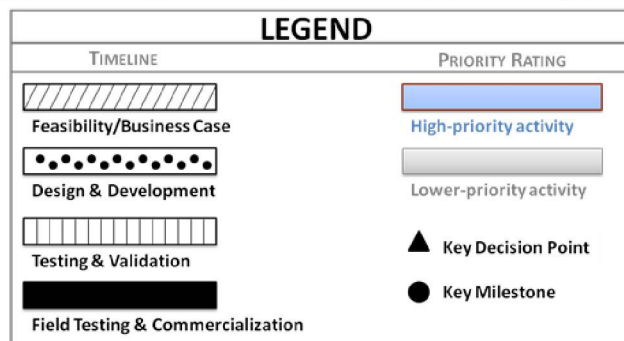 LEGEND
TIMELINE
PRIORITY RATING
Feasibility/Business Case
High-priority activity
Design & Development
Lower-priority activity
Testing & Validation
Key Decision Point
Field Testing & Commercialization
Key Milestone